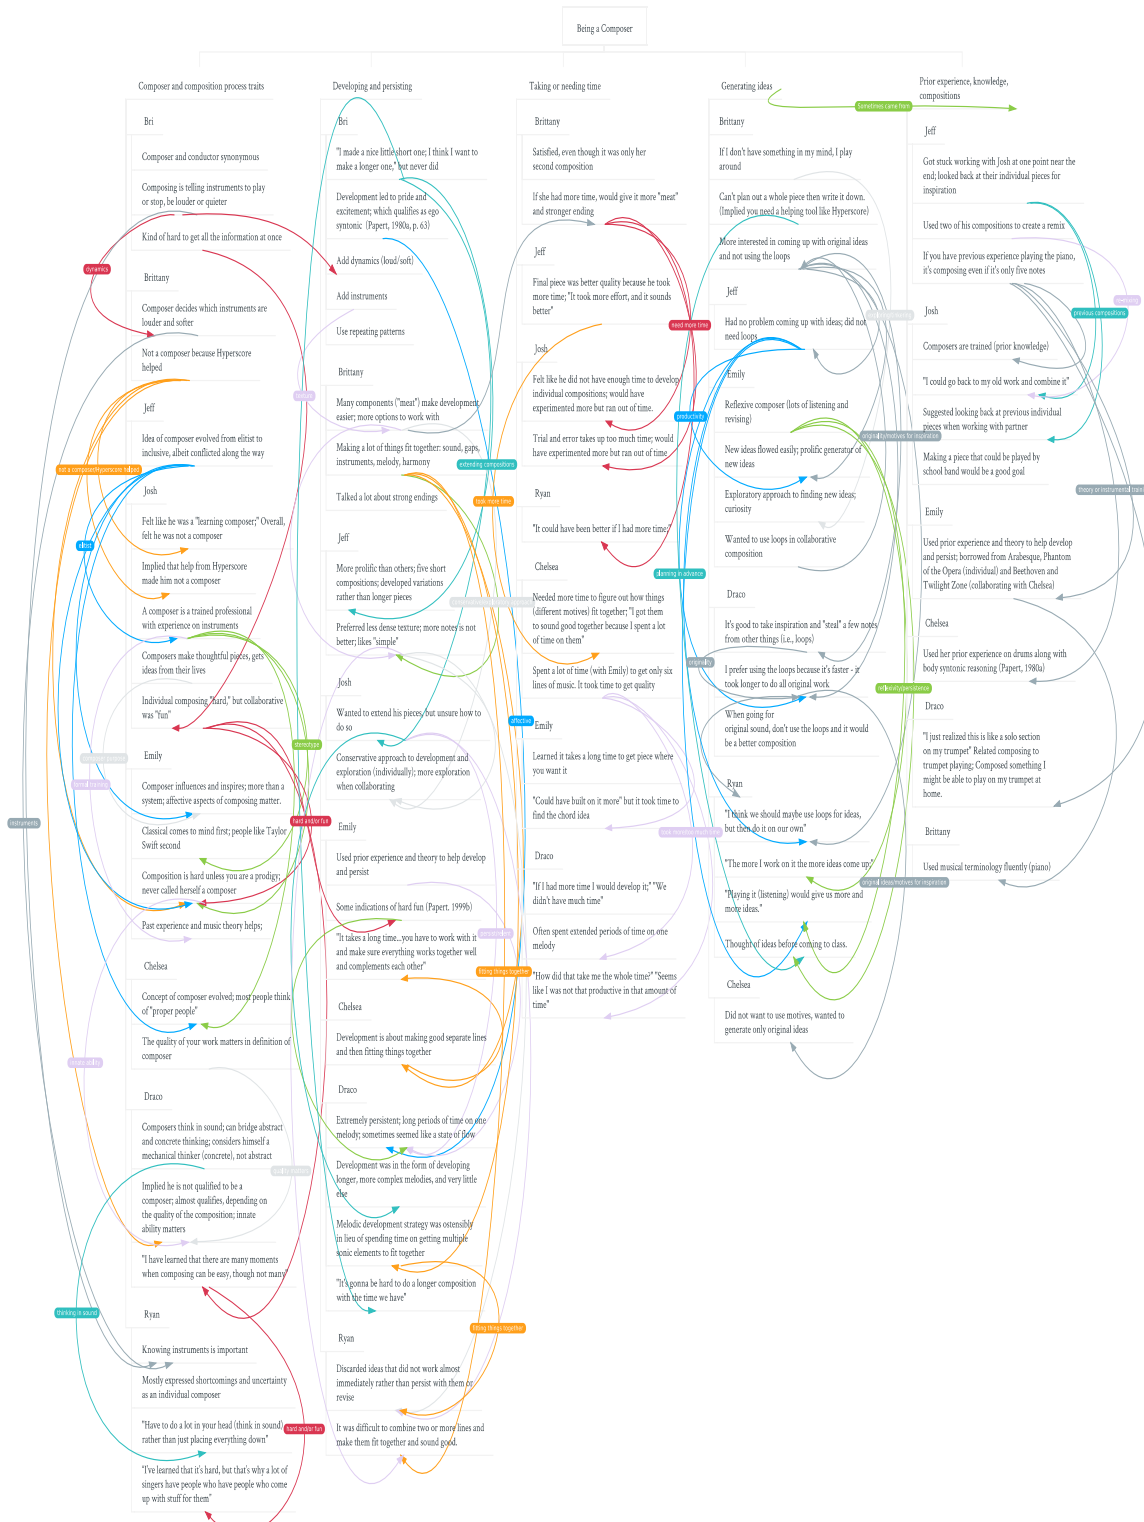 Being a Composer
Composer and composition process traits
Bri
Composer and conductor synonymous
Composing is telling instruments to play
or stop, be louder or quieter
Kind of hard to get all the information at once
Brittany
Composer decides which instruments are
louder and softer
Not a composer because Hyperscore
helped
Jeff
Idea of composer evolved from elitist to
inclusive, albeit conflicted along the way
Josh
Felt like he was a "learning composer;" Overall,
felt he was not a composer
Implied that help from Hyperscore
made him not a composer
A composer is a trained professional
with experience on instruments
Composers make thoughtful pieces, gets
ideas from their lives
Individual composing "hard," but collaborative
was "fun"
Emily
Composer influences and inspires; more than a
system; affective aspects of composing matter.
Classical comes to mind first; people like Taylor
Swift second
Composition is hard unless you are a prodigy;
never called herself a composer
Past experience and music theory helps;
Chelsea
Concept of composer evolved; most people think
of "proper people"
The quality of your work matters in definition of
composer
Draco
Composers think in sound; can bridge abstract
and concrete thinking; considers himself a
mechanical thinker (concrete), not abstract
Implied he is not qualified to be a
composer; almost qualifies, depending on
the quality of the composition; innate
ability matters
"I have learned that there are many moments
when composing can be easy, though not many"
Ryan
Knowing instruments is important
Mostly expressed shortcomings and uncertainty
as an individual composer
"Have to do a lot in your head (think in sound)
rather than just placing everything down"
"I've learned that it's hard, but that's why a lot of
singers have people who have people who come
up with stuff for them"
Developing and persisting
Bri
"I made a nice little short one; I think I want to
make a longer one," but never did
Development led to pride and
excitement; which qualifies as ego
syntonic (Papert, 1980a, p. 63)
Add dynamics (loud/soft)
Add instruments
Use repeating patterns
Brittany
Many components ("meat") make development
easier; more options to work with
Making a lot of things fit together: sound, gaps,
instruments, melody, harmony
Talked a lot about strong endings
Jeff
More prolific than others; five short
compositions; developed variations
rather than longer pieces
Preferred less dense texture; more notes is not
better; likes "simple"
Josh
Wanted to extend his pieces, but unsure how to
do so
Conservative approach to development and
exploration (individually); more exploration
when collaborating
Emily
Used prior experience and theory to help develop
and persist
Some indications of hard fun (Papert, 1999b)
"It takes a long time...you have to work with it
and make sure everything works together well
and complements each other"
Chelsea
Development is about making good separate lines
and then fitting things together
Draco
Extremely persistent; long periods of time on one
melody; sometimes seemed like a state of flow
Development was in the form of developing
longer, more complex melodies, and very little
else
Melodic development strategy was ostensibly
in lieu of spending time on getting multiple
sonic elements to fit together
"It's gonna be hard to do a longer composition
with the time we have"
Ryan
Discarded ideas that did not work almost
immediately rather than persist with them or
revise
It was difficult to combine two or more lines and
make them fit together and sound good.
Taking or needing time
Brittany
Satisfied, even though it was only her
second composition
If she had more time, would give it more "meat"
and stronger ending
Jeff
Final piece was better quality because he took
more time; "It took more effort, and it sounds
better"
Josh
Felt like he did not have enough time to develop
individual compositions; would have
experimented more but ran out of time.
Trial and error takes up too much time; would
have experimented more but ran out of time
Ryan
"It could have been better if I had more time."
Chelsea
Needed more time to figure out how things
(different motives) fit together; "I got them
to sound good together because I spent a lot
of time on them"
Spent a lot of time (with Emily) to get only six
lines of music. It took time to get quality
Emily
Learned it takes a long time to get piece where
you want it
"Could have built on it more" but it took time to
find the chord idea
Draco
"If I had more time I would develop it;" "We
didn't have much time"
Often spent extended periods of time on one
melody
"How did that take me the whole time?" "Seems
like I was not that productive in that amount of
time"
Generating ideas
Brittany
If I don't have something in my mind, I play
around
Can't plan out a whole piece then write it down.
(Implied you need a helping tool like Hyperscore)
More interested in coming up with original ideas
and not using the loops
Jeff
Had no problem coming up with ideas; did not
need loops
Emily
Reflexive composer (lots of listening and
revising)
New ideas flowed easily; prolific generator of
new ideas
Exploratory approach to finding new ideas;
curiosity
Wanted to use loops in collaborative
composition
Draco
It's good to take inspiration and "steal" a few notes
from other things (i.e., loops)
I prefer using the loops because it's faster - it
took longer to do all original work
When going for
original sound, don't use the loops and it would
be a better composition
Ryan
"I think we should maybe use loops for ideas,
but then do it on our own"
"The more I work on it the more ideas come up;"
"Playing it (listening) would give us more and
more ideas."
Thought of ideas before coming to class.
Chelsea
Did not want to use motives, wanted to
generate only original ideas
Prior experience, knowledge,
compositions
Jeff
Got stuck working with Josh at one point near the
end; looked back at their individual pieces for
inspiration
Used two of his compositions to create a remix
If you have previous experience playing the piano,
it's composing even if it's only five notes
Josh
Composers are trained (prior knowledge)
"I could go back to my old work and combine it"
Suggested looking back at previous individual
pieces when working with partner
Making a piece that could be played by
school band would be a good goal
Emily
Used prior experience and theory to help develop
and persist; borrowed from Arabesque, Phantom
of the Opera (individual) and Beethoven and
Twilight Zone (collaborating with Chelsea)
Chelsea
Used her prior experience on drums along with
body syntonic reasoning (Papert, 1980a)
Draco
"I just realized this is like a solo section
on my trumpet" Related composing to
trumpet playing; Composed something I
might be able to play on my trumpet at
home.
Brittany
Used musical terminology fluently (piano)
Sometimes came from
dynamics
need more time
previous compositions
texture
productivity
originality/motives for inspiration
extending compositions
not a composer/Hyperscore helped
took more time
elitist
planning in advance
originality
reflexivity/persistence
affective
stereotype
instruments
hard and/or fun
original ideas/motives for inspiration
fitting things together
quality matters
thinking in sound
fitting things together
hard and/or fun